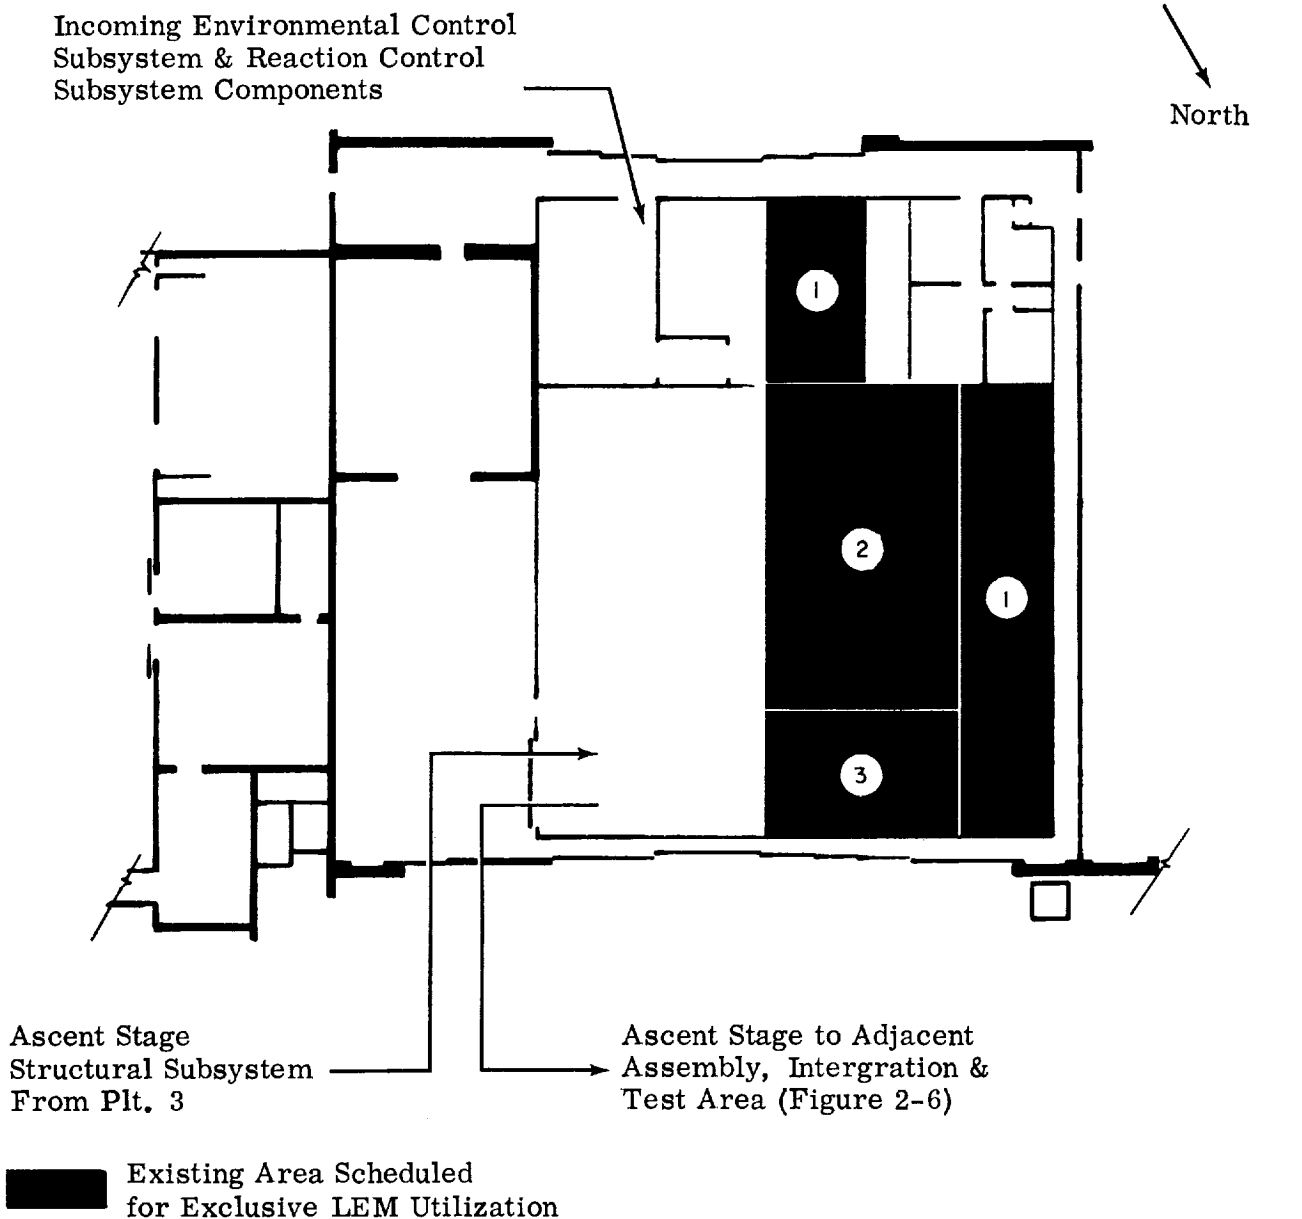 Incoming Environmental Control
Subsystem & Reaction Control
Subsystem Components
North
1
2
1
3
Ascent Stage
Structural Subsystem
From Plt. 3
Ascent Stage to Adjacent
Assembly, Intergration &
Test Area (Figure 2-6)
Existing Area Scheduled
for Exclusive LEM Utilization